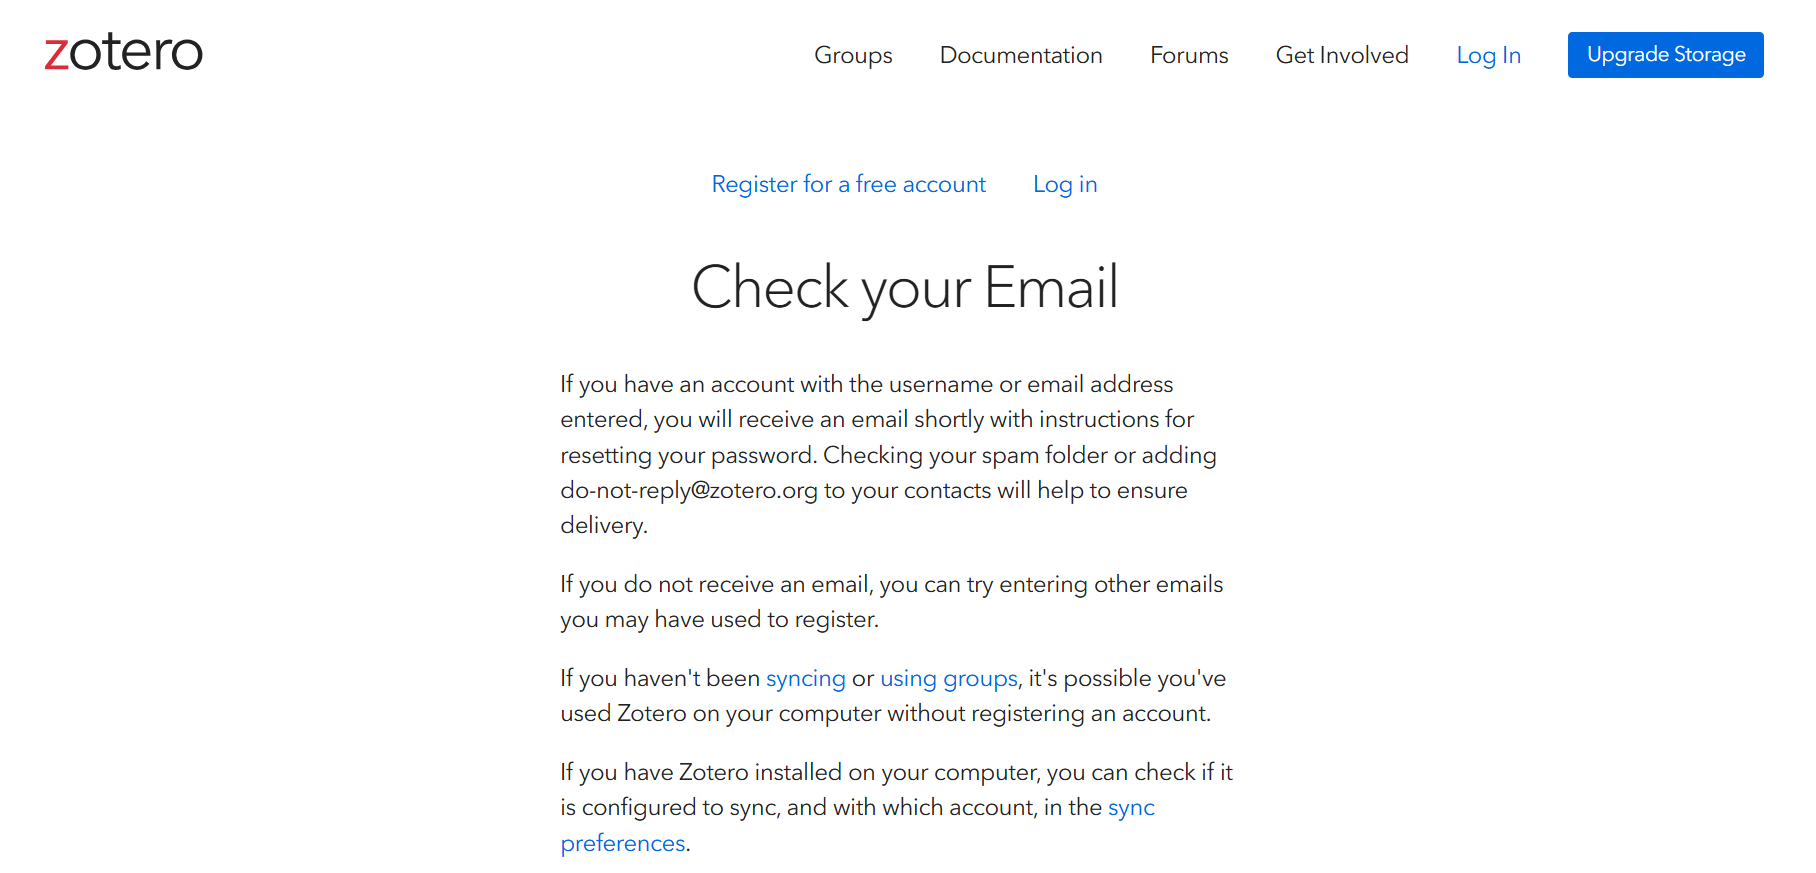 zotero
Groups Documentation Forums Get Involved Log In Upgrade Storage
Register for a free account Log in
Check your Email
If you have an account with the username or email address
entered, you will receive an email shortly with instructions for
resetting your password. Checking your spam folder or adding
do-not-reply@zotero.org to your contacts will help to ensure
delivery.
If you do not receive an email, you can try entering other emails
you may have used to register.
If you haven't been syncing or using groups, it's possible you've
used Zotero on your computer without registering an account.
If you have Zotero installed on your computer, you can check if it
is configured to sync, and with which account, in the sync
preferences.